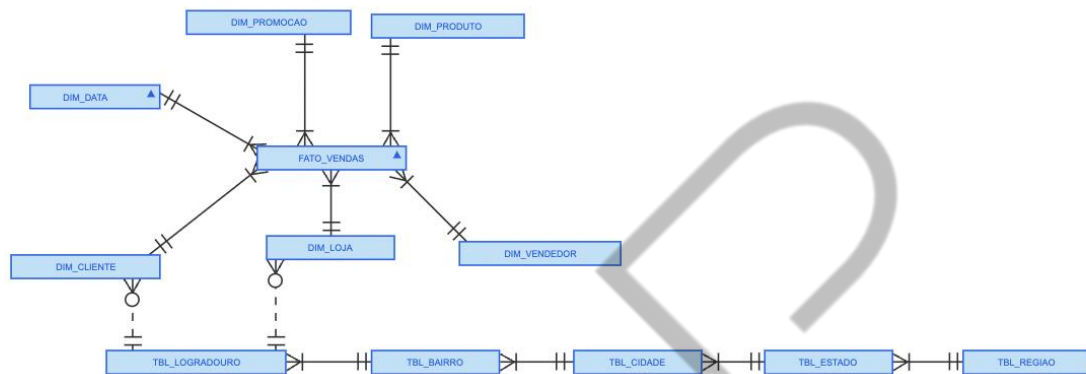 DIM_PROMOCAO
DIM_PRODUTO
DIM_DATA
FATO_VENDAS
DIM_CLIENTE
DIM_LOJA
DIM_VENDEDOR
TBL_LOGRADOURO
TBL_BAIRRO
TBL_CIDADE
TBL_ESTADO
TBL_REGIAO